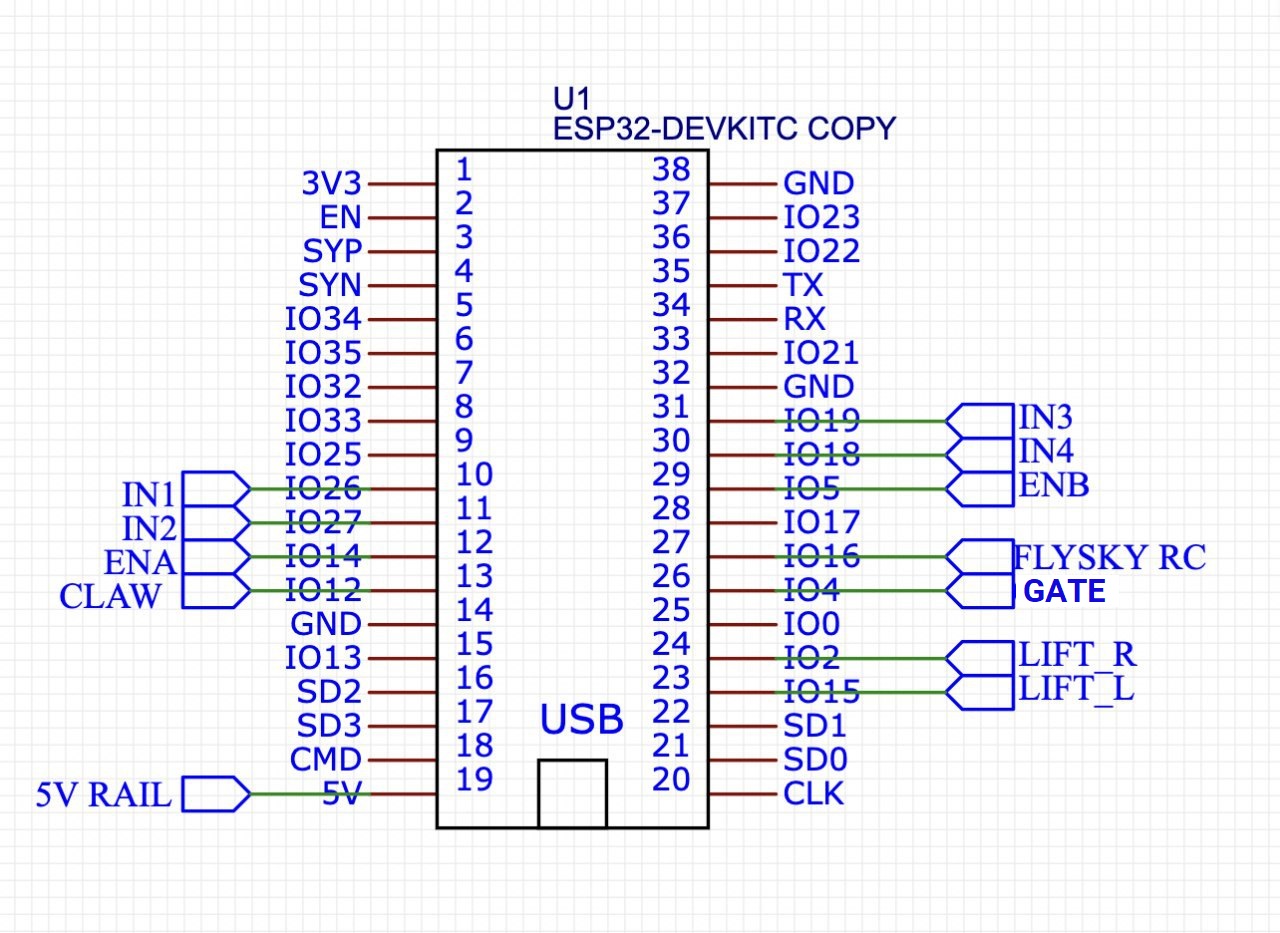 U1
ESP32-DEVKITC COPY
3V3 1 38 GND
EN 2 37 IO23
SYP 3 36 IO22
SYN 4 35 TX
IO34 5 34 RX
IO35 6 33 IO21
IO32 7 32 GND
IO33 8 31 IO19 IN3
IO25 9 30 IO18 IN4
IN1 IO26 10 29 IO5 ENB
IN2 IO27 11 28 IO17
ENA IO14 12 27 IO16 FLYSKY RC
CLAW IO12 13 26 IO4 GATE
GND 14 25 IO0
IO13 15 24 IO2 LIFT_R
SD2 16 23 IO15 LIFT_L
SD3 17 USB 22 SD1
CMD 18 21 SD0
5V RAIL 5V 19 20 CLK